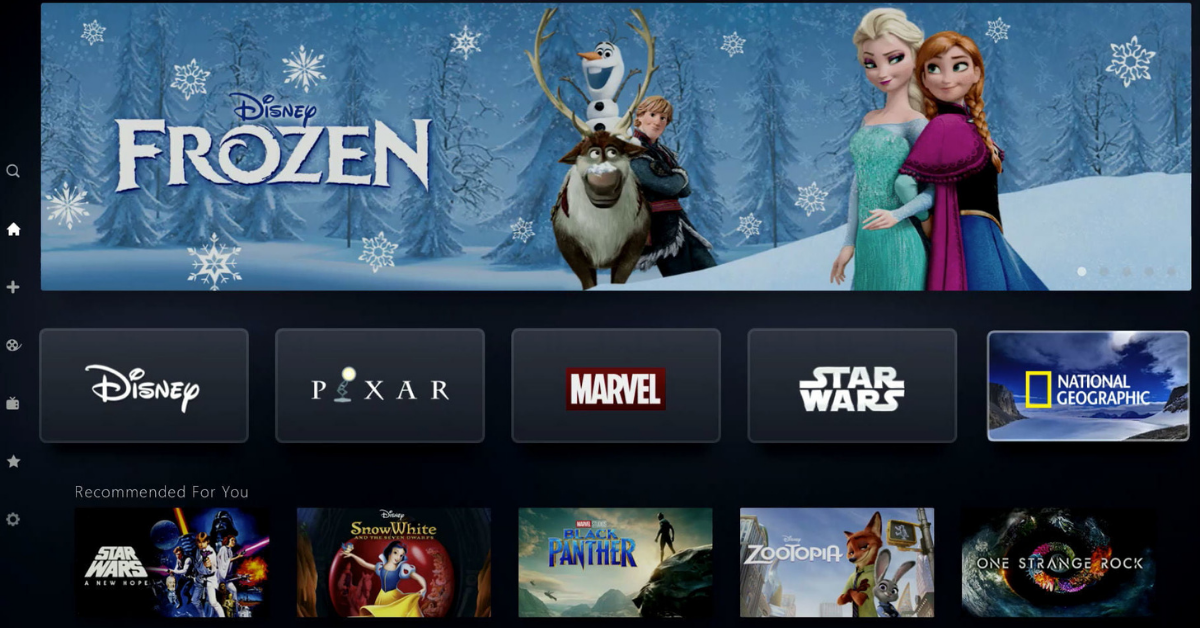 Disney
FROZEN
Disney
PIXAR
MARVEL
STAR
WARS
NATIONAL
GEOGRAPHIC
Recommended For You
STAR
WARS
A NEW HOPE
Disney
SNOW WHITE
AND THE SEVEN DWARFS
MARVEL STUDIOS
BLACK
PANTHER
Disney
ZOOTOPIA
ONE STRANGE ROCK